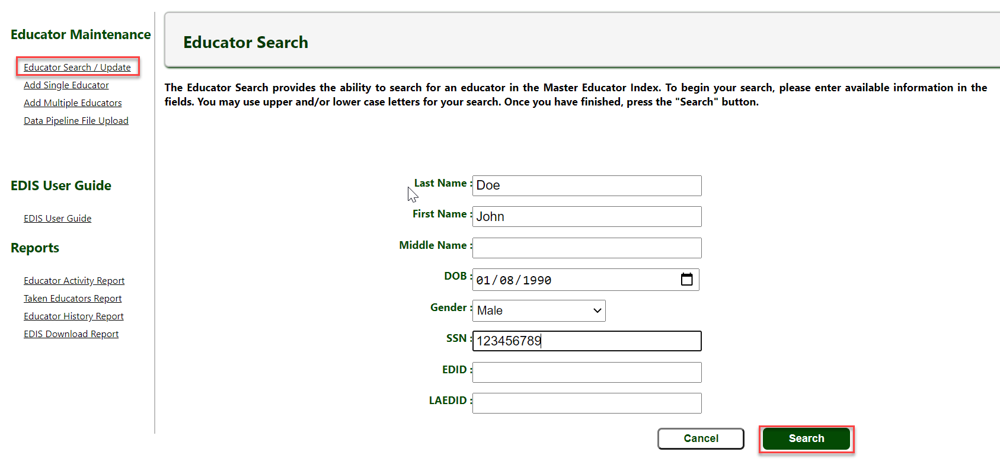 Educator Maintenance
Educator Search / Update
Add Single Educator
Add Multiple Educators
Data Pipeline File Upload
EDIS User Guide
EDIS User Guide
Reports
Educator Activity Report
Taken Educators Report
Educator History Report
EDIS Download Report
Educator Search
The Educator Search provides the ability to search for an educator in the Master Educator Index. To begin your search, please enter available information in the
fields. You may use upper and/or lower case letters for your search. Once you have finished, press the "Search" button.
Last Name : Doe
First Name : John
Middle Name :
DOB : 01/08/1990
Gender : Male
SSN : 123456789
EDID :
LAEDID :
Cancel Search